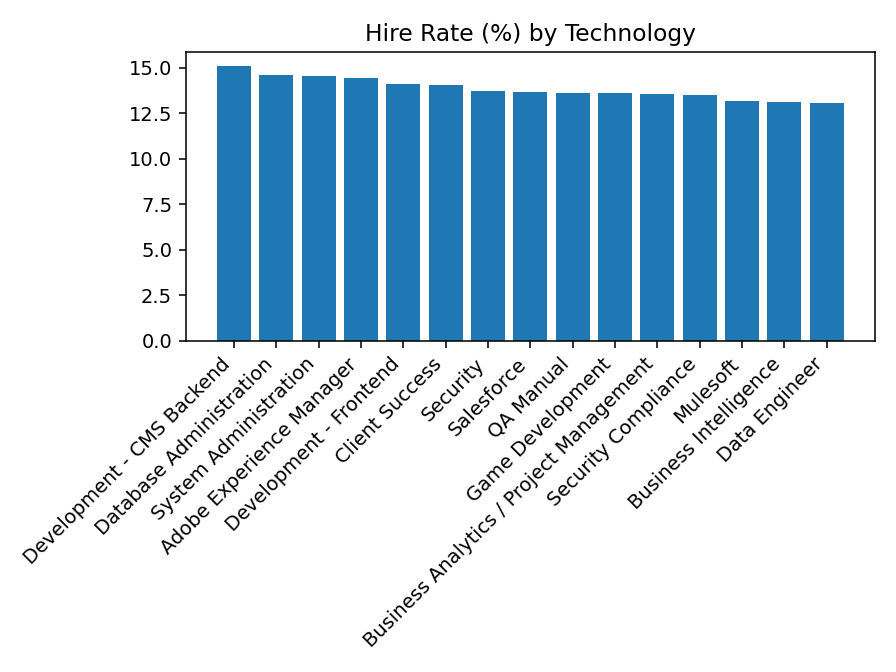 Hire Rate (%) by Technology
15.0
12.5
10.0
7.5
5.0
2.5
0.0
Development - CMS Backend
Database Administration
System Administration
Adobe Experience Manager
Development - Frontend
Client Success
Security
Salesforce
QA Manual
Game Development
Business Analytics / Project Management
Security Compliance
Mulesoft
Business Intelligence
Data Engineer